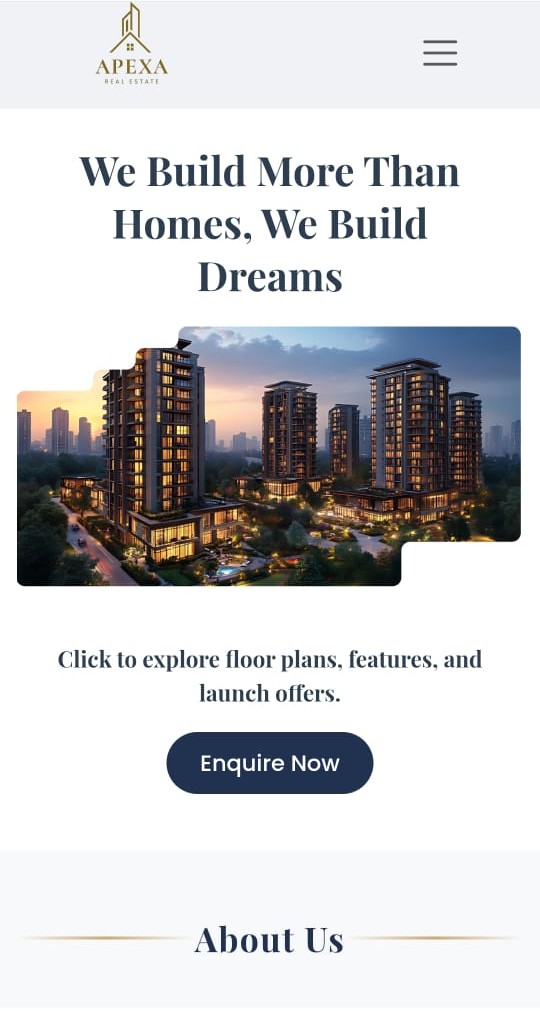 APEXA
REAL ESTATE
We Build More Than
Homes, We Build
Dreams
Click to explore floor plans, features, and
launch offers.
Enquire Now
About Us